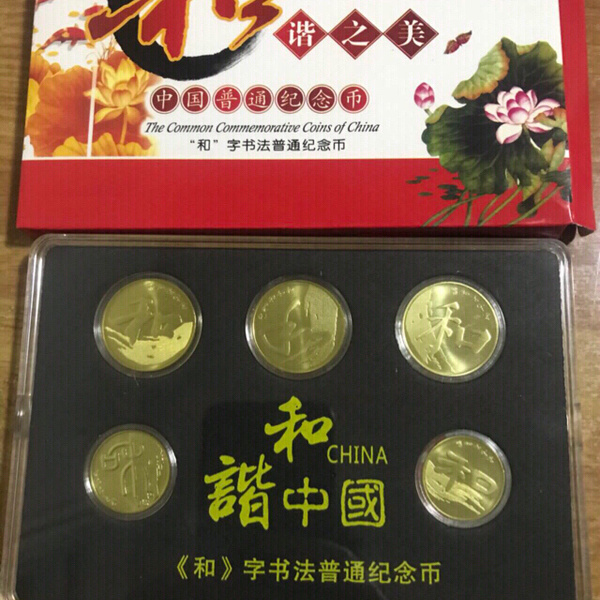 和
谐之美
中国普通纪念币
The Common Commemorative Coins of China
“和”字书法普通纪念币
和
CHINA
諧中國
《和》字书法普通纪念币